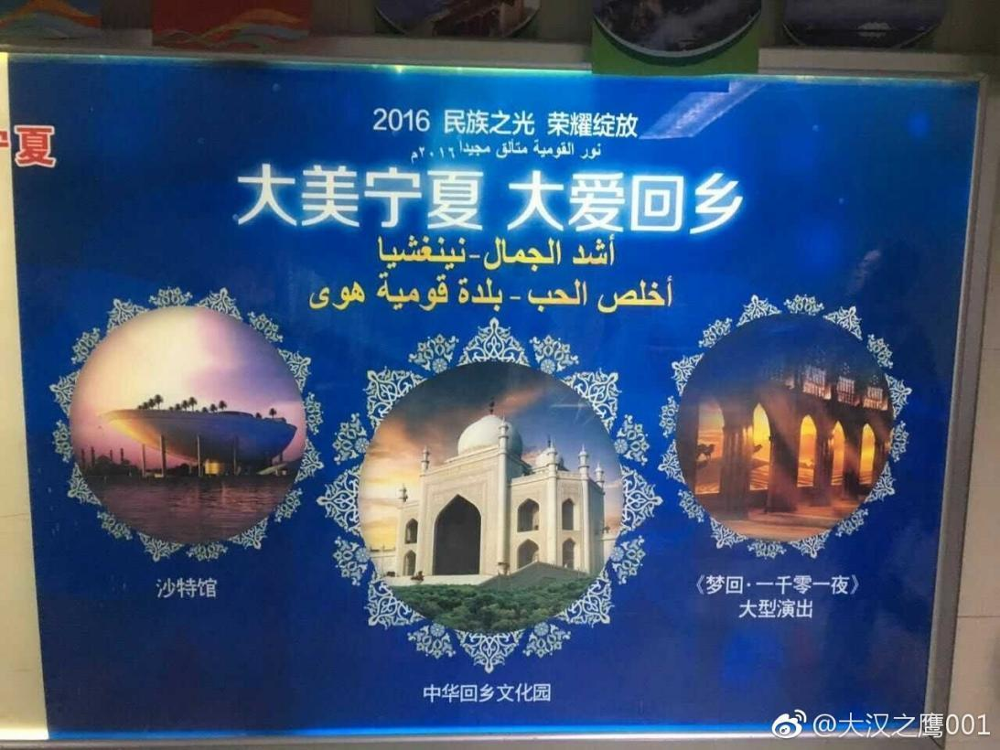 宁夏
2016 民族之光 荣耀绽放
نور القومية متألق مجيدا ٢٠١٦م
大美宁夏 大爱回乡
أشد الجمال - نينغشيا
أخلص الحب - بلدة قومية هوى
沙特馆
《梦回·一千零一夜》
大型演出
中华回乡文化园
@大汉之鹰001